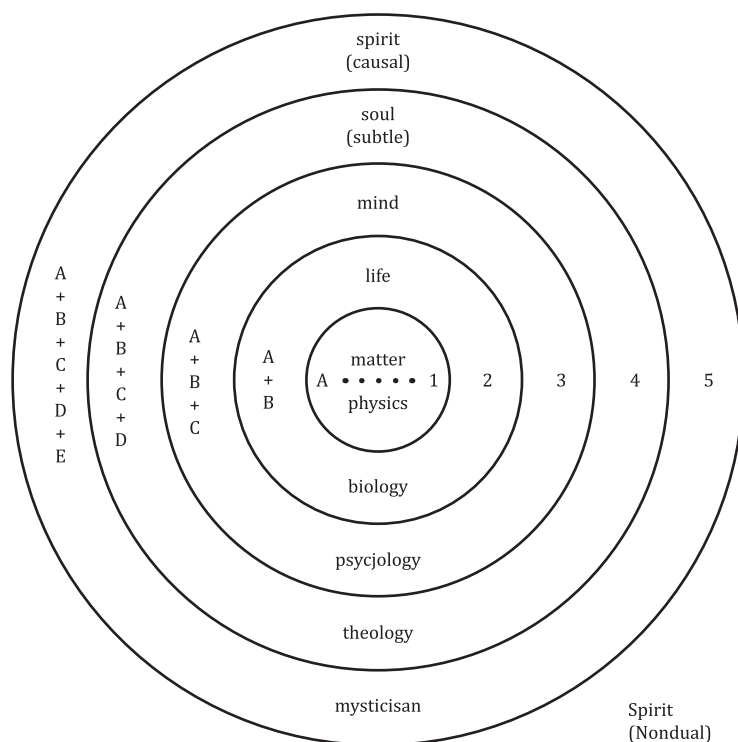 spirit
(causal)
soul
(subtle)
mind
life
A
+
B
+
C
+
D
+
E
A
+
B
+
C
+
D
A
+
B
+
C
A
+
B
matter
A ..... 1
physics
2
3
4
5
biology
psycjology
theology
mysticisan
Spirit
(Nondual)